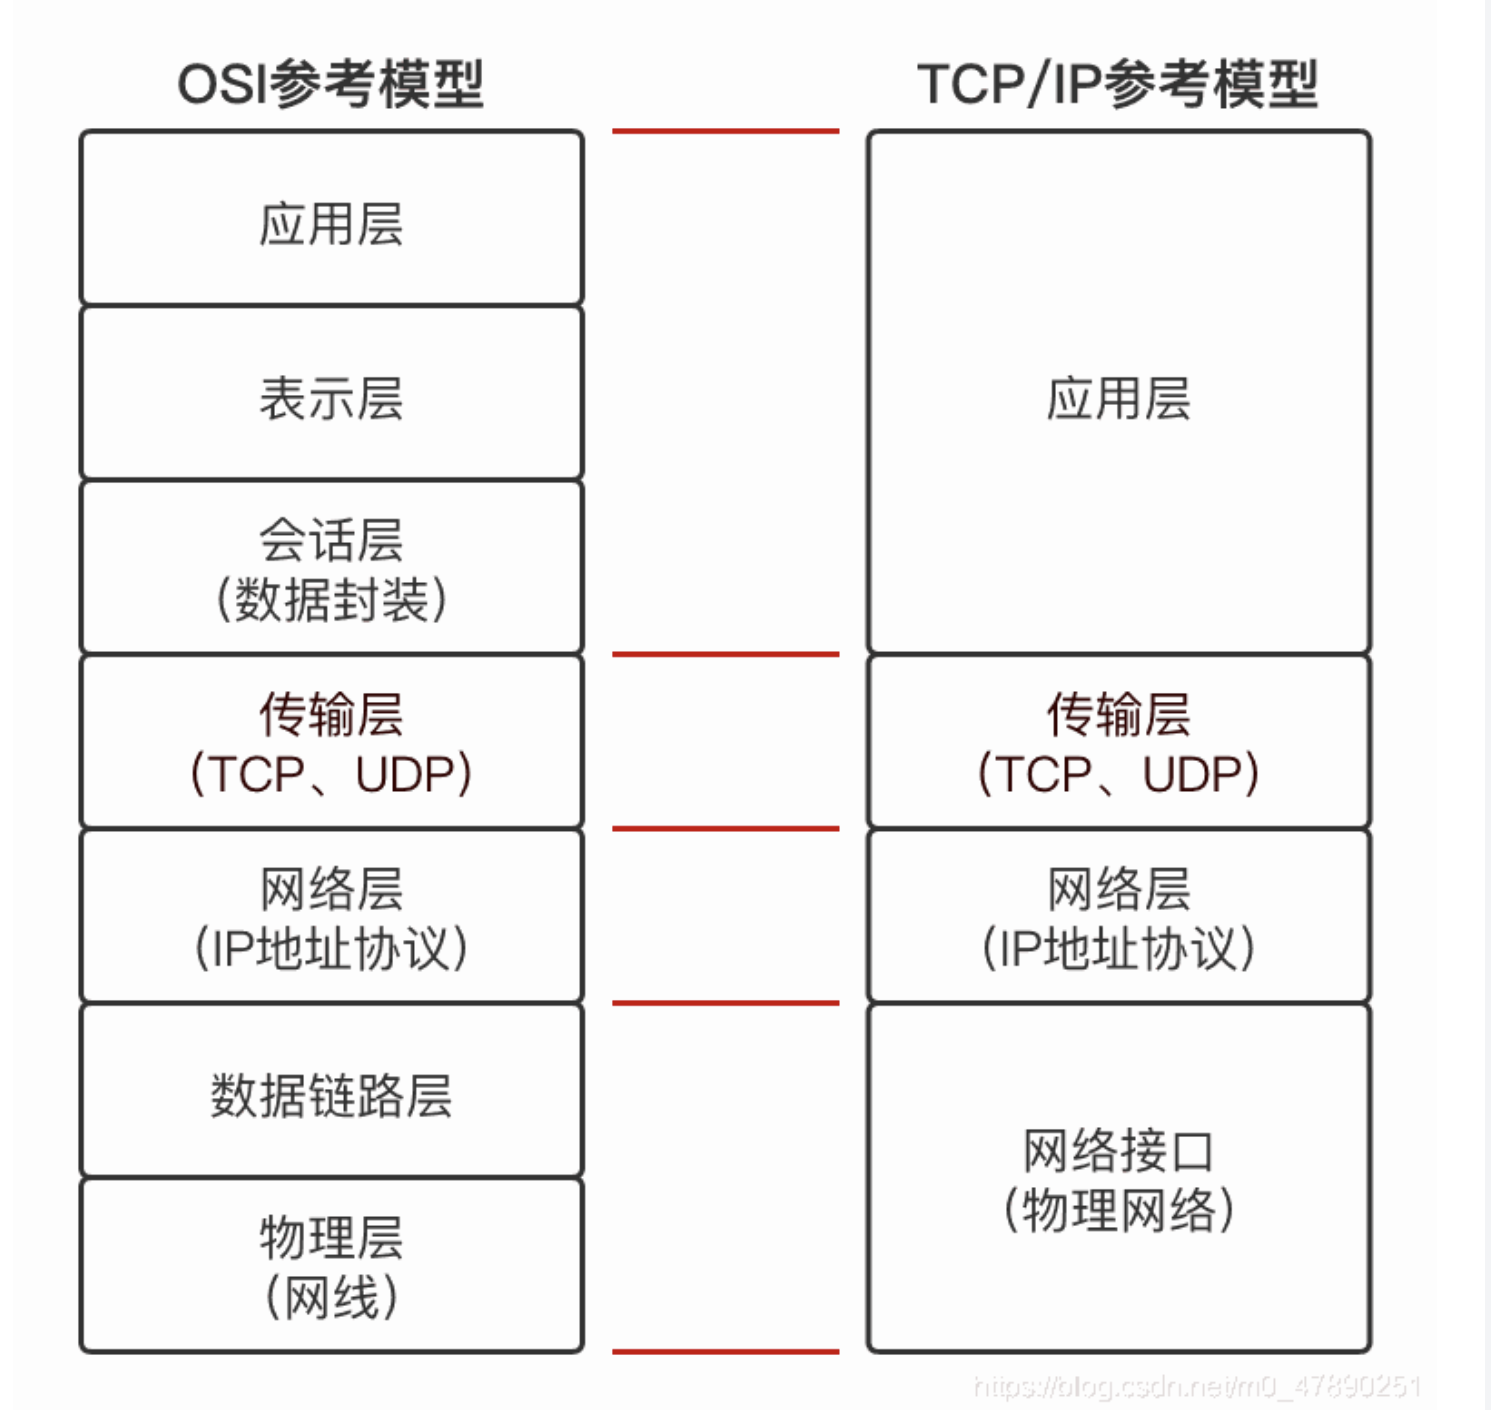 OSI参考模型
应用层
表示层
会话层
（数据封装）
传输层
（TCP、UDP）
网络层
（IP地址协议）
数据链路层
物理层
（网线）
TCP/IP参考模型
应用层
传输层
（TCP、UDP）
网络层
（IP地址协议）
网络接口
（物理网络）
https://blog.csdn.net/m0_47890251